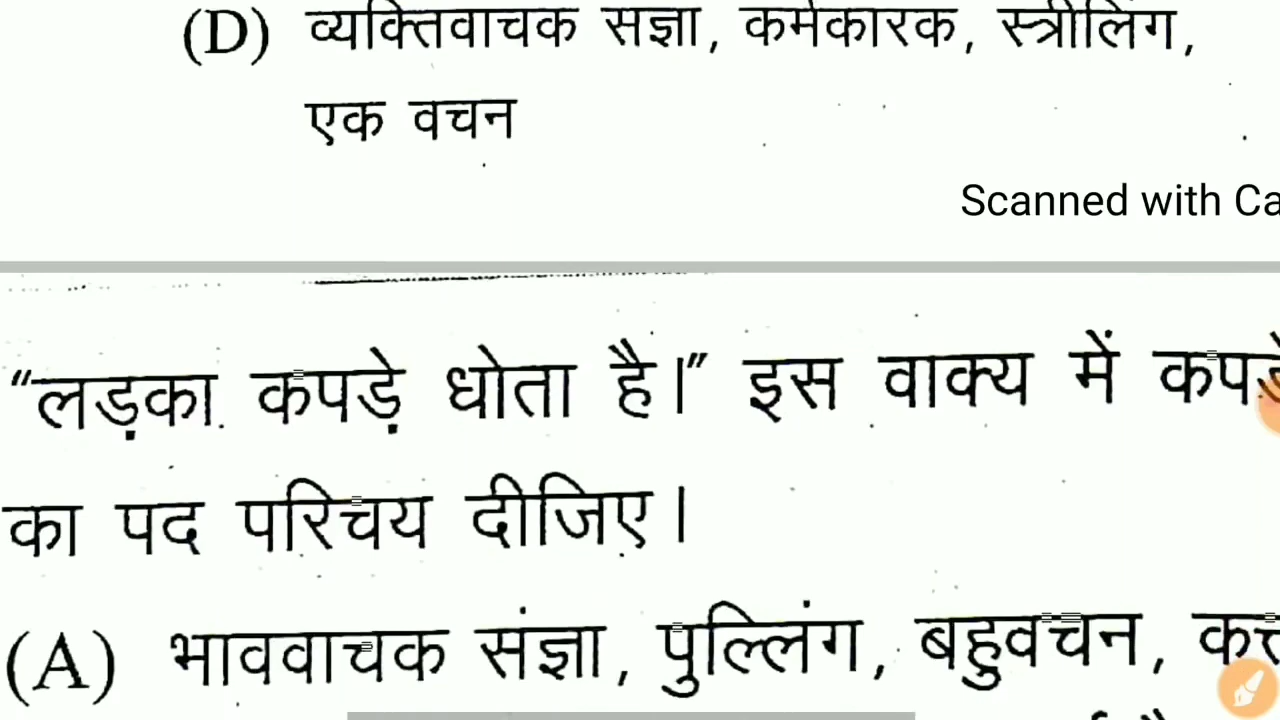 (D) व्यक्तिवाचक संज्ञा, कर्मकारक, स्त्रीलिंग,
एक वचन
Scanned with
“लड़का कपड़े धोता है।” इस वाक्य में
का पद परिचय दीजिए।
(A) भाववाचक संज्ञा, पुल्लिंग, बहुवचन,